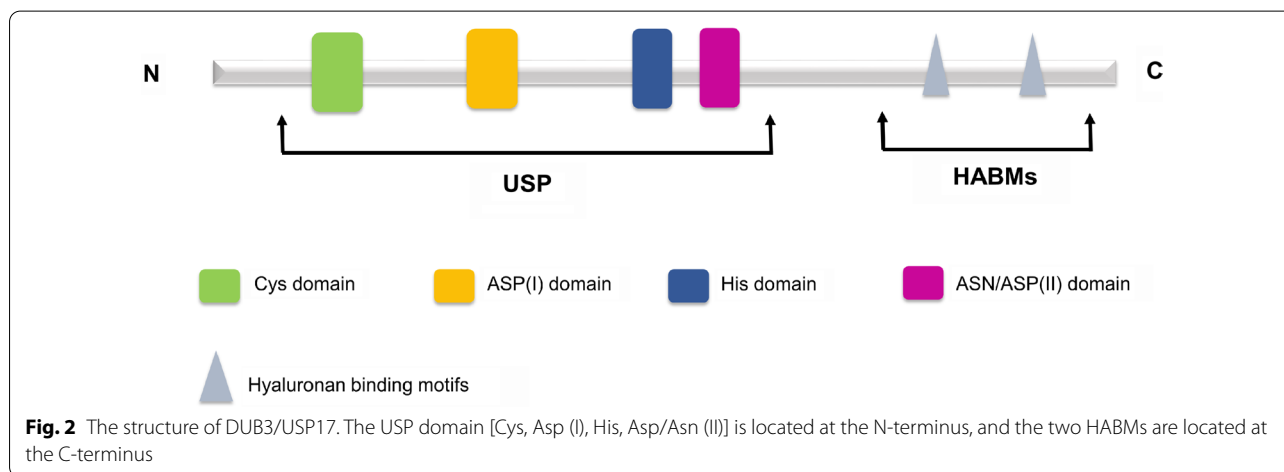 N
C
USP
HABMs
Cys domain
ASP(I) domain
His domain
ASN/ASP(II) domain
Hyaluronan binding motifs
Fig. 2 The structure of DUB3/USP17. The USP domain [Cys, Asp (I), His, Asp/Asn (II)] is located at the N-terminus, and the two HABMs are located at
the C-terminus